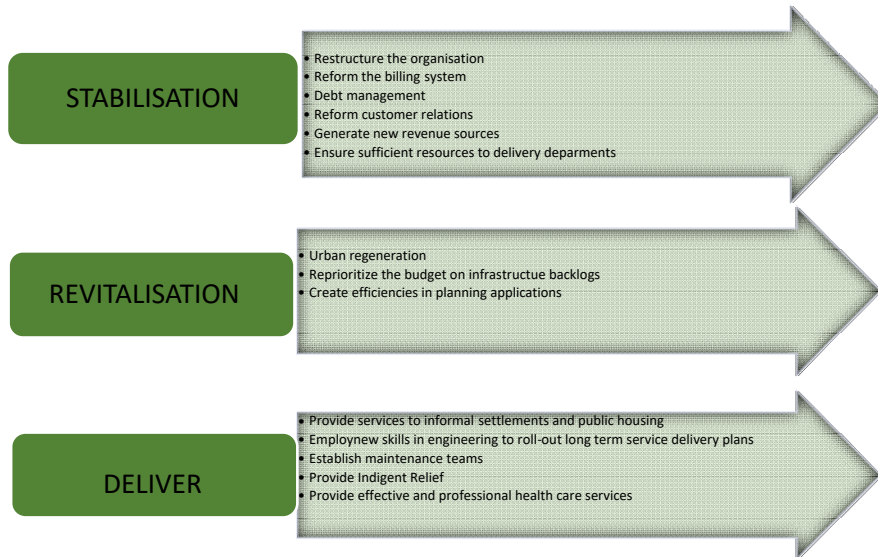 STABILISATION
• Restructure the organisation
• Reform the billing system
• Debt management
• Reform customer relations
• Generate new revenue sources
• Ensure sufficient resources to delivery deparments
REVITALISATION
• Urban regeneration
• Reprioritize the budget on infrastructue backlogs
• Create efficiencies in planning applications
DELIVER
• Provide services to informal settlements and public housing
• Employnew skills in engineering to roll-out long term service delivery plans
• Establish maintenance teams
• Provide Indigent Relief
• Provide effective and professional health care services